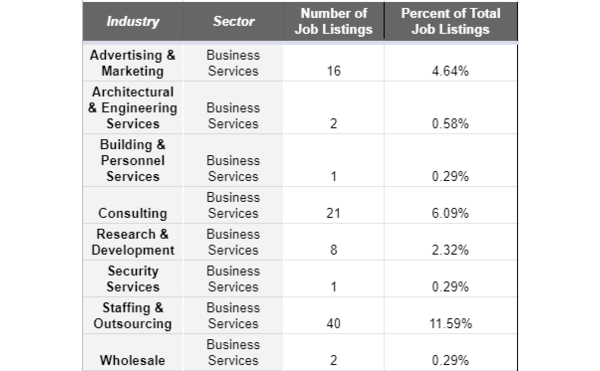 Industry Sector Number of Job Listings Percent of Total Job Listings
Advertising & Marketing Business Services 16 4.64%
Architectural & Engineering Services Business Services 2 0.58%
Building & Personnel Services Business Services 1 0.29%
Consulting Business Services 21 6.09%
Research & Development Business Services 8 2.32%
Security Services Business Services 1 0.29%
Staffing & Outsourcing Business Services 40 11.59%
Wholesale Business Services 2 0.29%